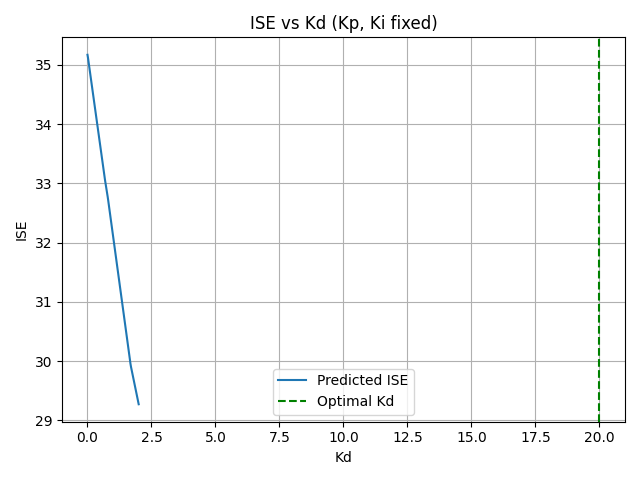 ISE vs Kd (Kp, Ki fixed)
35
34
33
32
31
30
29
ISE
Predicted ISE
Optimal Kd
0.0 2.5 5.0 7.5 10.0 12.5 15.0 17.5 20.0
Kd